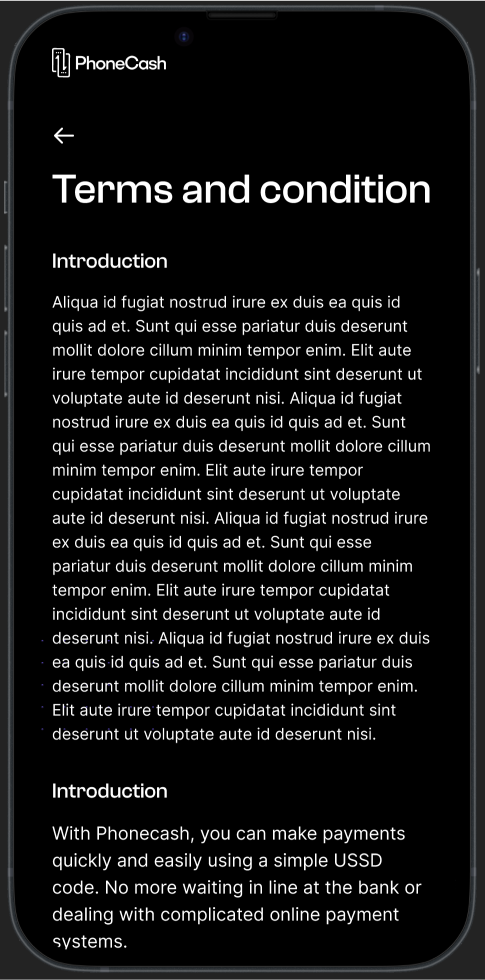 PhoneCash
Terms and condition
Introduction
Aliqua id fugiat nostrud irure ex duis ea quis id
quis ad et. Sunt qui esse pariatur duis deserunt
mollit dolore cillum minim tempor enim. Elit aute
irure tempor cupidatat incididunt sint deserunt ut
voluptate aute id deserunt nisi. Aliqua id fugiat
nostrud irure ex duis ea quis id quis ad et. Sunt
qui esse pariatur duis deserunt mollit dolore cillum
minim tempor enim. Elit aute irure tempor
cupidatat incididunt sint deserunt ut voluptate
aute id deserunt nisi. Aliqua id fugiat nostrud irure
ex duis ea quis id quis ad et. Sunt qui esse
pariatur duis deserunt mollit dolore cillum minim
tempor enim. Elit aute irure tempor cupidatat
incididunt sint deserunt ut voluptate aute id
deserunt nisi. Aliqua id fugiat nostrud irure ex duis
ea quis id quis ad et. Sunt qui esse pariatur duis
deserunt mollit dolore cillum minim tempor enim.
Elit aute irure tempor cupidatat incididunt sint
deserunt ut voluptate aute id deserunt nisi.
Introduction
With Phonecash, you can make payments
quickly and easily using a simple USSD
code. No more waiting in line at the bank or
dealing with complicated online payment
systems.